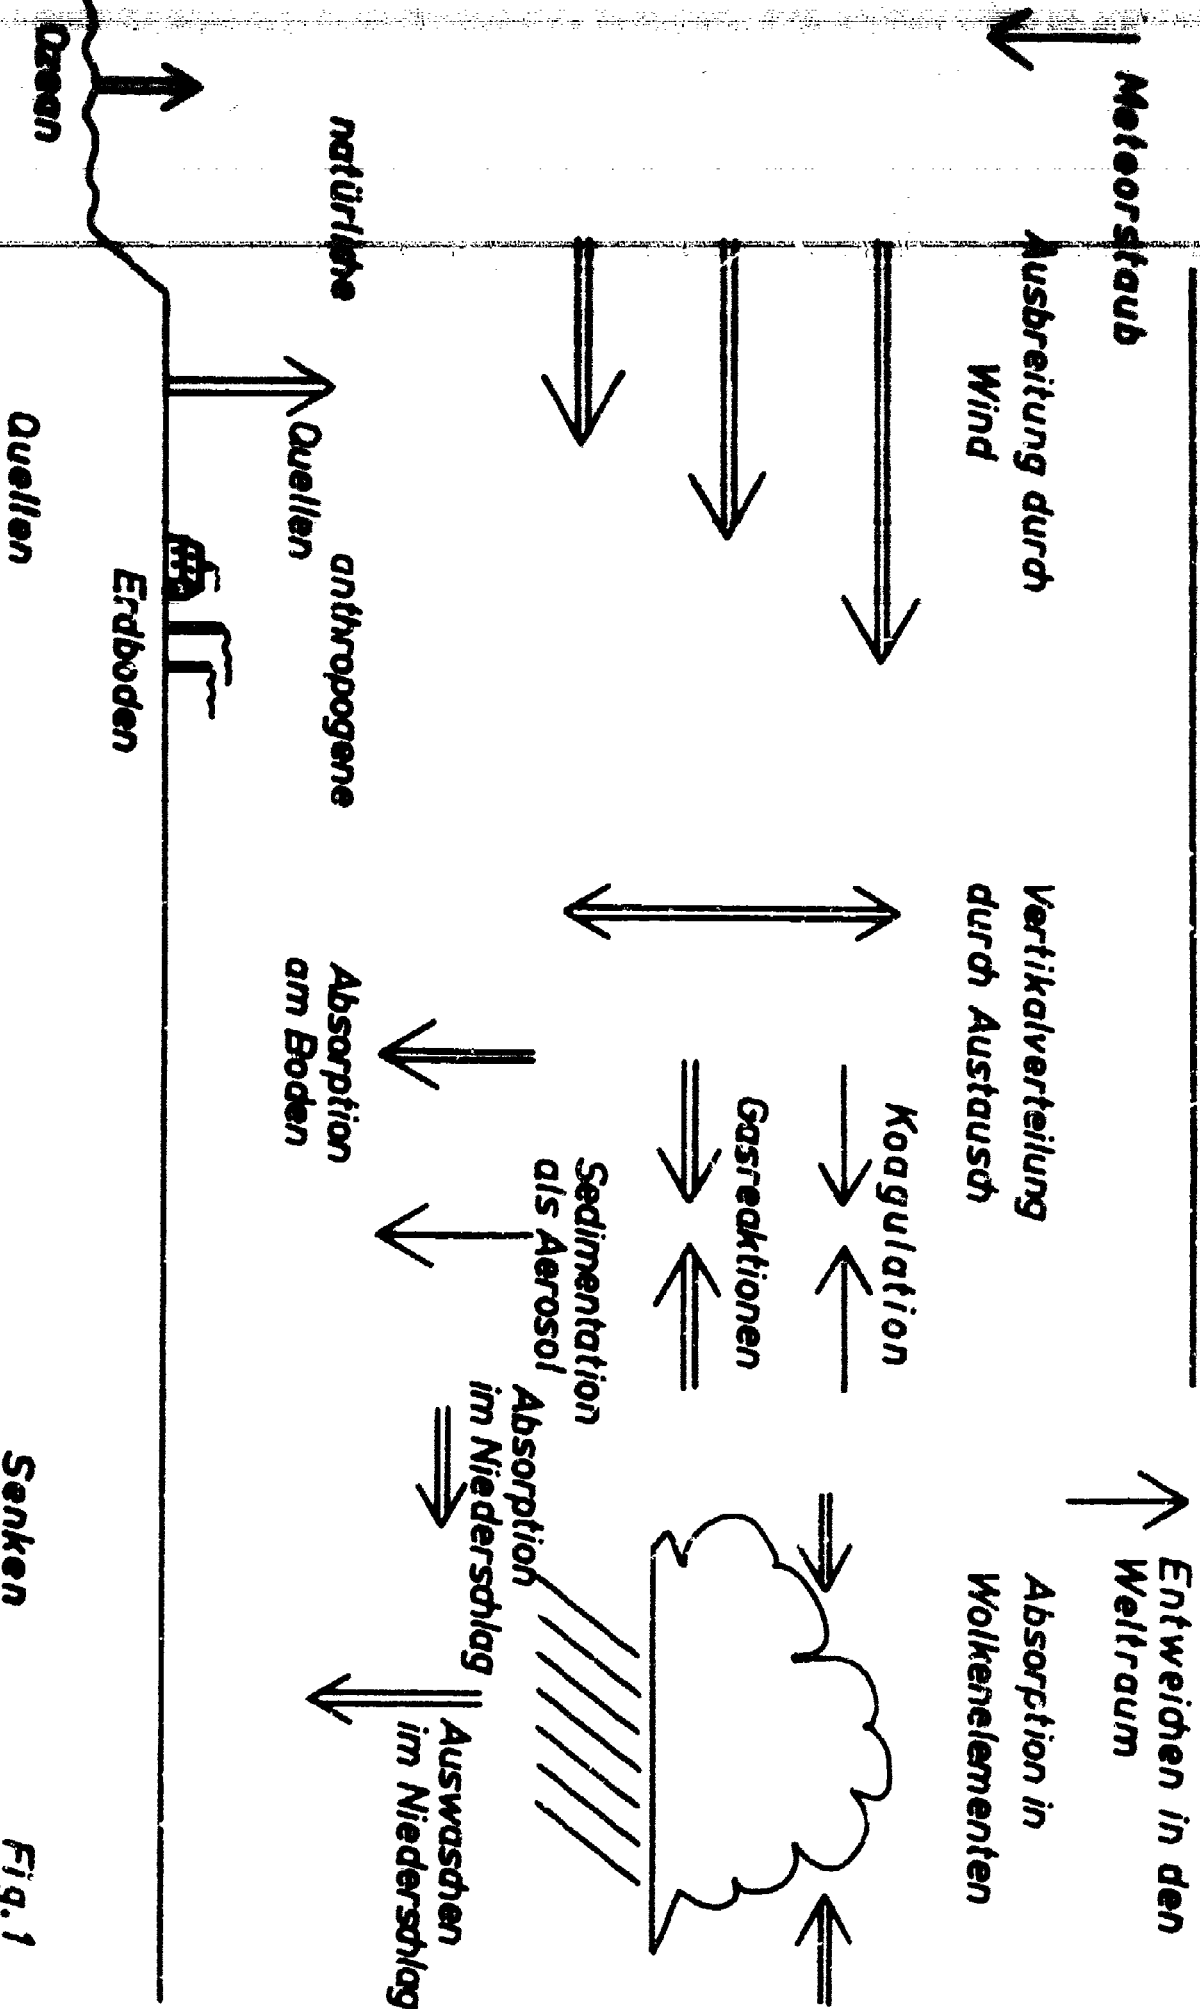 Meteorstaub
Entweichen in den
Weltraum
Ausbreitung durch
Wind
Vertikalverteilung
durch Austausch
Absorption in
Wolkenelementen
Koagulation
Gasreaktionen
Sedimentation
als Aerosol
Absorption
im Niederschlag
Auswaschen
im Niederschlag
natürliche
anthropogene
Quellen
Absorption
am Boden
Erdboden
Ozean
Quellen
Senken
Fig. 1